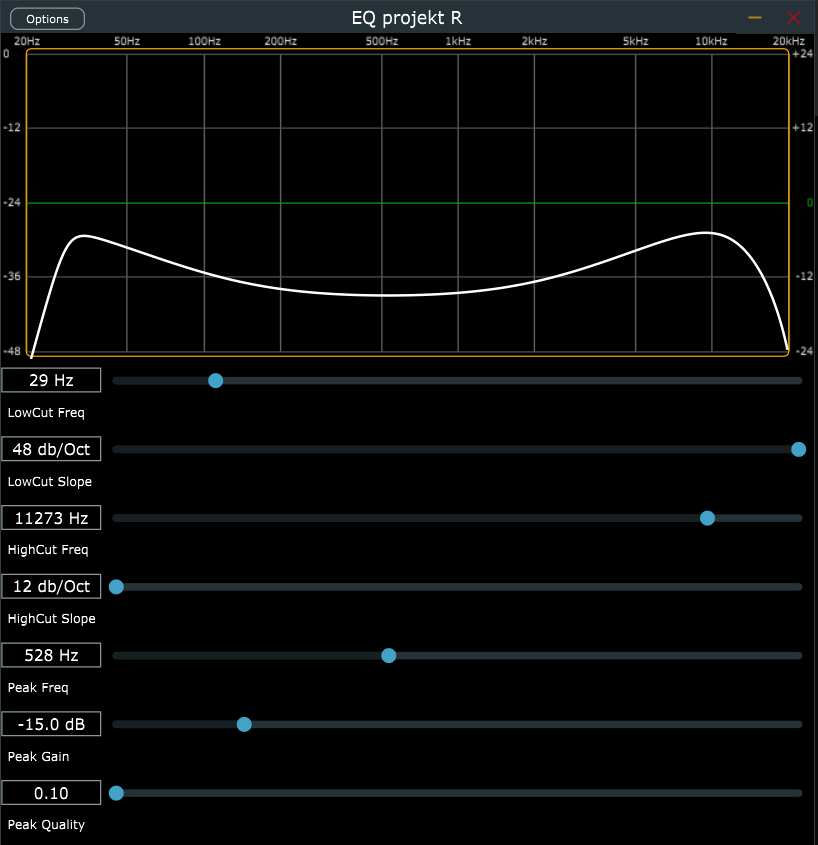 Options
EQ projekt R
20Hz 50Hz 100Hz 200Hz 500Hz 1kHz 2kHz 5kHz 10kHz 20kHz
0 +24
-12 +12
-24 0
-36 -12
-48 -24
29 Hz
LowCut Freq
48 db/Oct
LowCut Slope
11273 Hz
HighCut Freq
12 db/Oct
HighCut Slope
528 Hz
Peak Freq
-15.0 dB
Peak Gain
0.10
Peak Quality